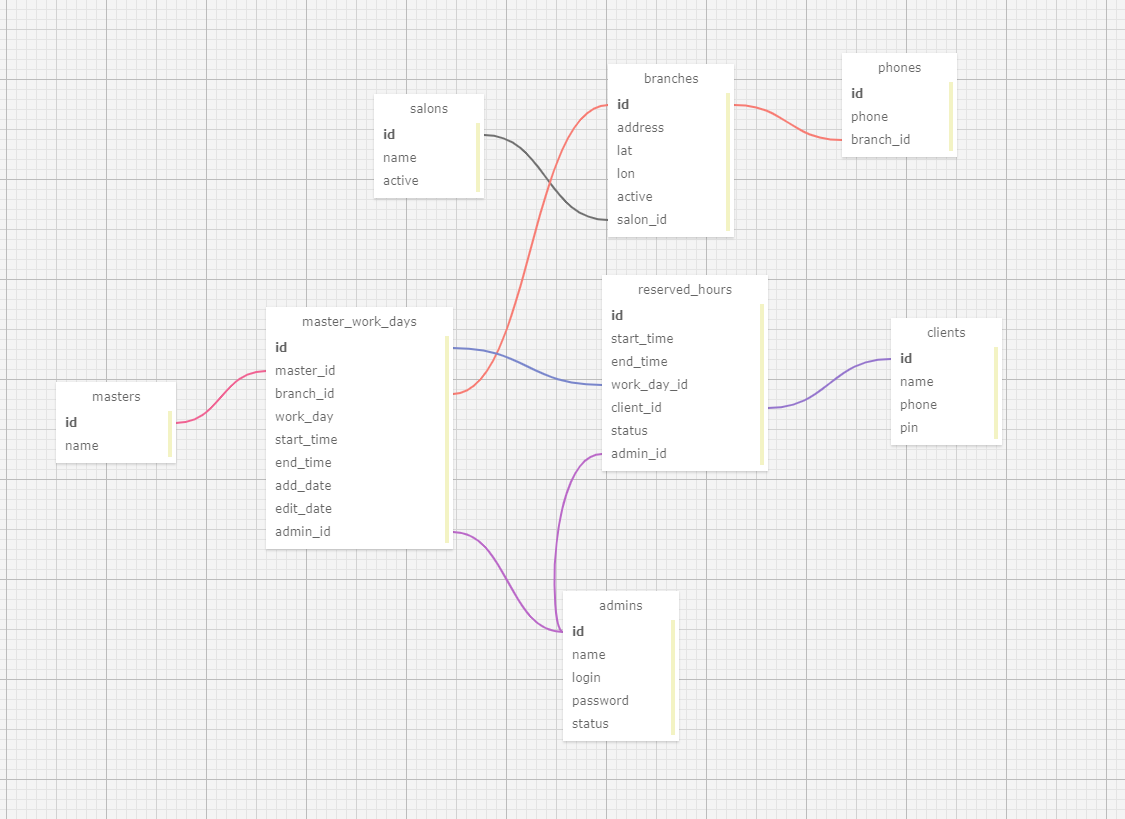 salons
id
name
active
branches
id
address
lat
lon
active
salon_id
phones
id
phone
branch_id
masters
id
name
master_work_days
id
master_id
branch_id
work_day
start_time
end_time
add_date
edit_date
admin_id
reserved_hours
id
start_time
end_time
work_day_id
client_id
status
admin_id
clients
id
name
phone
pin
admins
id
name
login
password
status